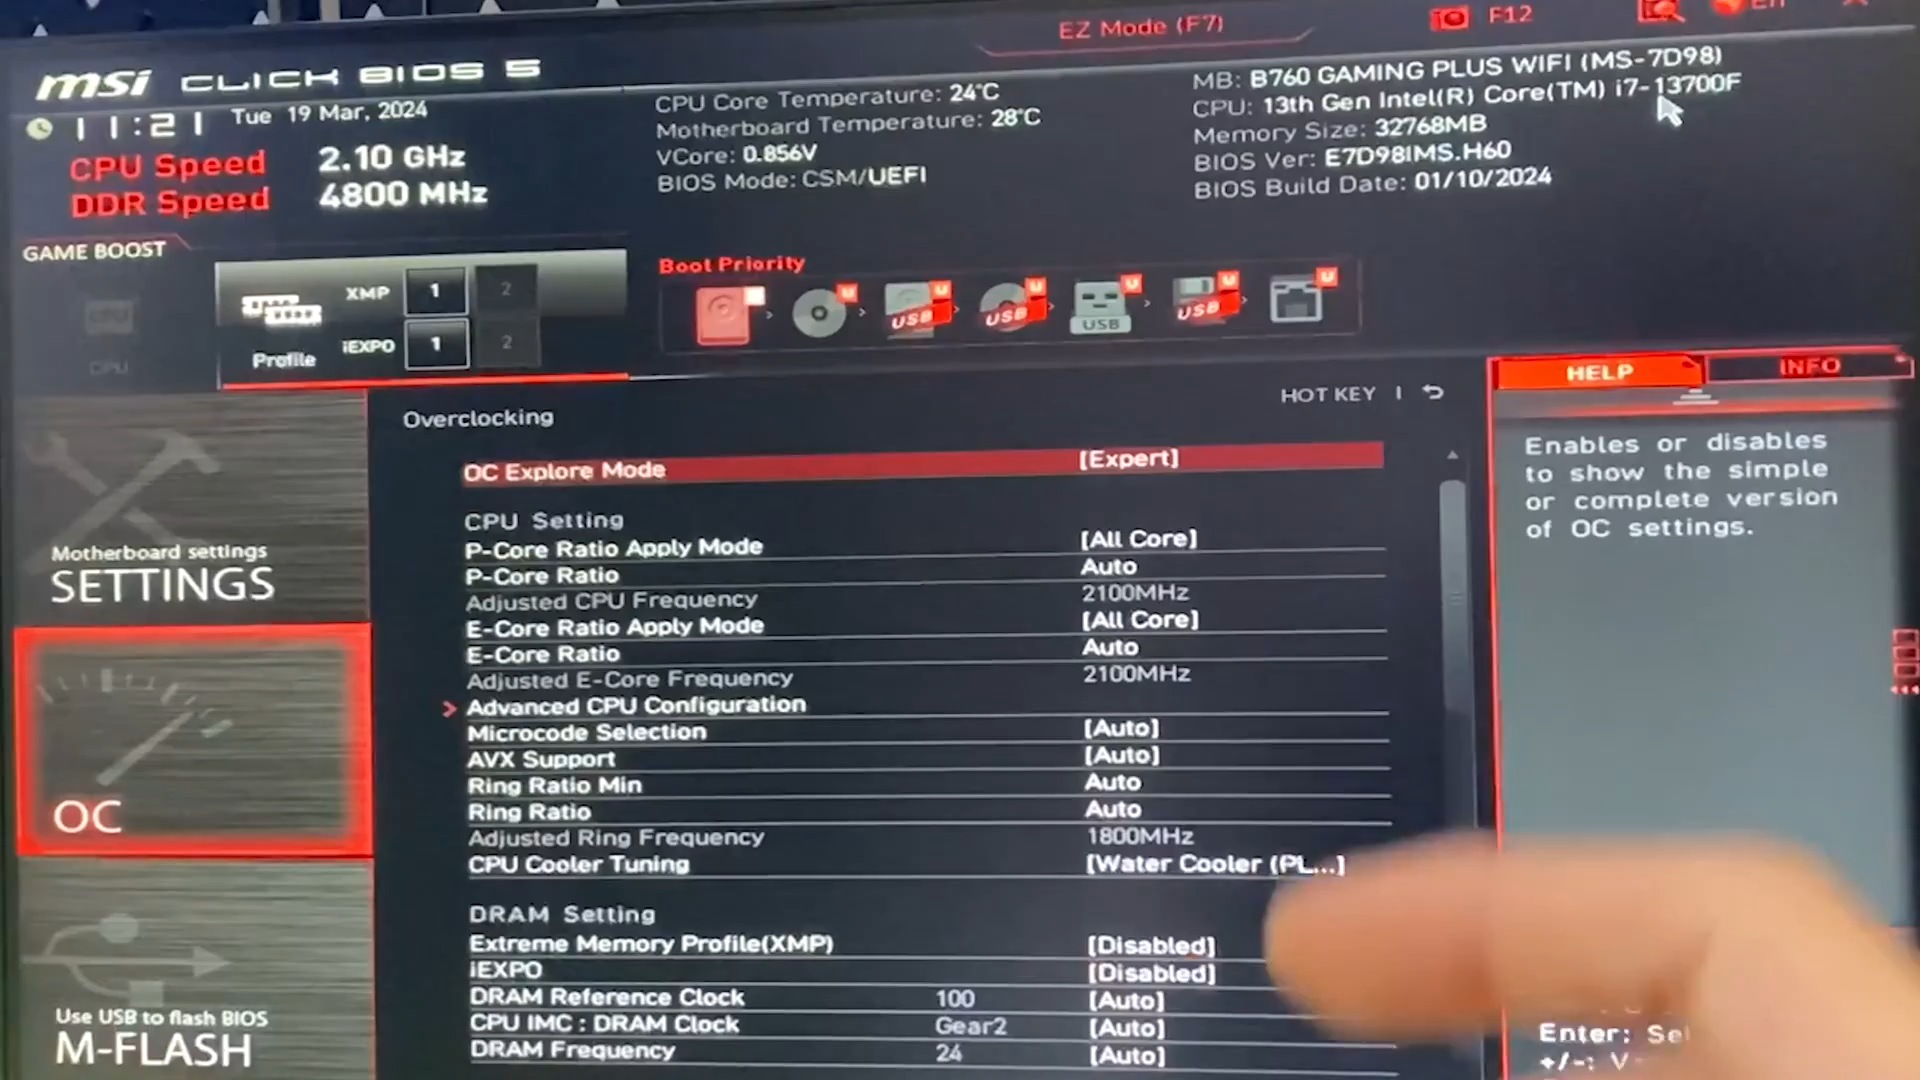 EZ Mode (F7)
F12
En
msi CLICK BIOS 5
11:21
Tue 19 Mar, 2024
CPU Speed 2.10 GHz
DDR Speed 4800 MHz
CPU Core Temperature: 24°C
Motherboard Temperature: 28°C
VCore: 0.856V
BIOS Mode: CSM/UEFI
MB: B760 GAMING PLUS WIFI (MS-7D98)
CPU: 13th Gen Intel(R) Core(TM) i7-13700F
Memory Size: 32768MB
BIOS Ver: E7D98IMS.H60
BIOS Build Date: 01/10/2024
GAME BOOST
CPU
CPU
XMP 1 2
iEXPO 1 2
Profile
Boot Priority
U U U U U U
USB USB USB USB
HOT KEY
HELP
INFO
Motherboard settings
SETTINGS
OC
Use USB to flash BIOS
M-FLASH
Overclocking
OC Explore Mode [Expert]
CPU Setting
P-Core Ratio Apply Mode [All Core]
P-Core Ratio Auto
Adjusted CPU Frequency 2100MHz
E-Core Ratio Apply Mode [All Core]
E-Core Ratio Auto
Adjusted E-Core Frequency 2100MHz
> Advanced CPU Configuration
Microcode Selection [Auto]
AVX Support [Auto]
Ring Ratio Min Auto
Ring Ratio Auto
Adjusted Ring Frequency 1800MHz
CPU Cooler Tuning [Water Cooler (PL...]
DRAM Setting
Extreme Memory Profile(XMP) [Disabled]
iEXPO [Disabled]
DRAM Reference Clock 100 [Auto]
CPU IMC : DRAM Clock Gear2 [Auto]
DRAM Frequency 24 [Auto]
Enables or disables
to show the simple
or complete version
of OC settings.
Enter: Se
+/-: V